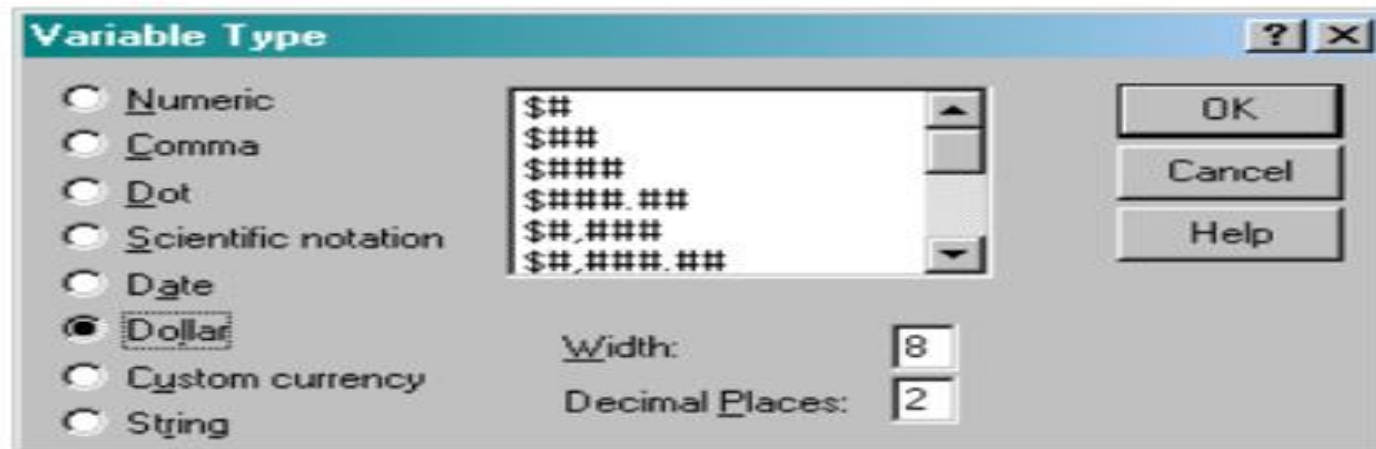 Variable Type
Numeric
Comma
Dot
Scientific notation
Date
Dollar
Custom currency
String
$#
$##
$###
$###.##
$#,###
$#,###.##
Width: 8
Decimal Places: 2
OK
Cancel
Help